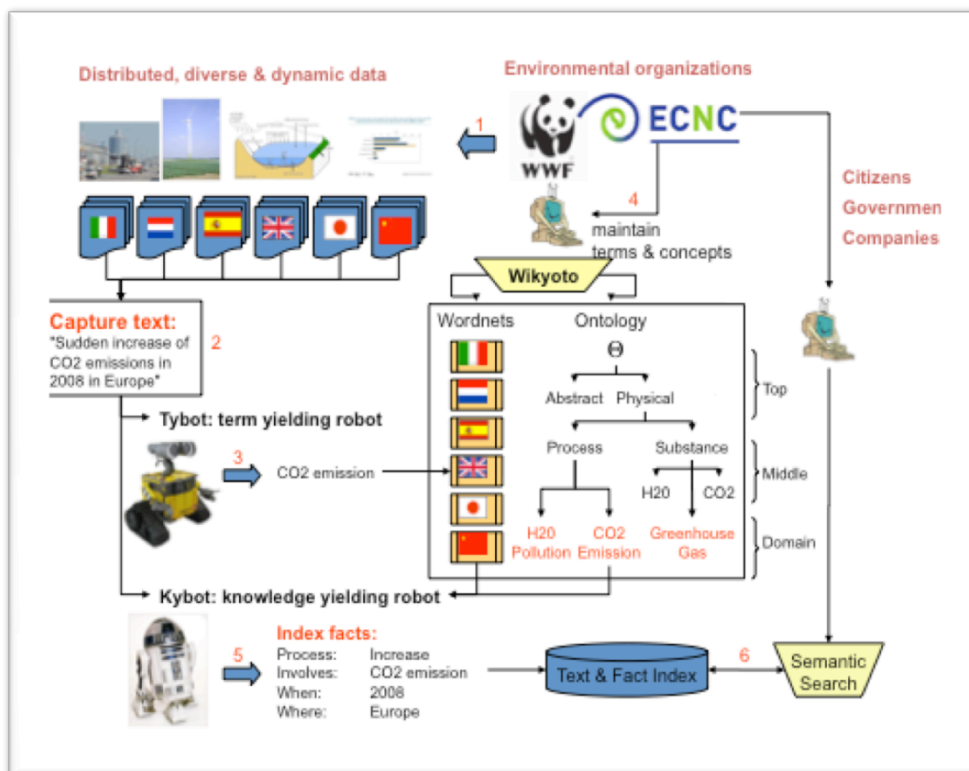 Distributed, diverse & dynamic data
Environmental organizations
1
WWF
ECNC
4
maintain
terms & concepts
Citizens
Governmen
Companies
Wikyoto
Capture text:
"Sudden increase of
CO2 emissions in
2008 in Europe"
2
Wordnets
Ontology
Θ
Abstract
Physical
Top
Tybot: term yielding robot
3
CO2 emission
Process
Substance
H20
CO2
Middle
H20
Pollution
CO2
Emission
Greenhouse
Gas
Domain
Kybot: knowledge yielding robot
5
Index facts:
Process: Increase
Involves: CO2 emission
When: 2008
Where: Europe
Text & Fact Index
6
Semantic
Search